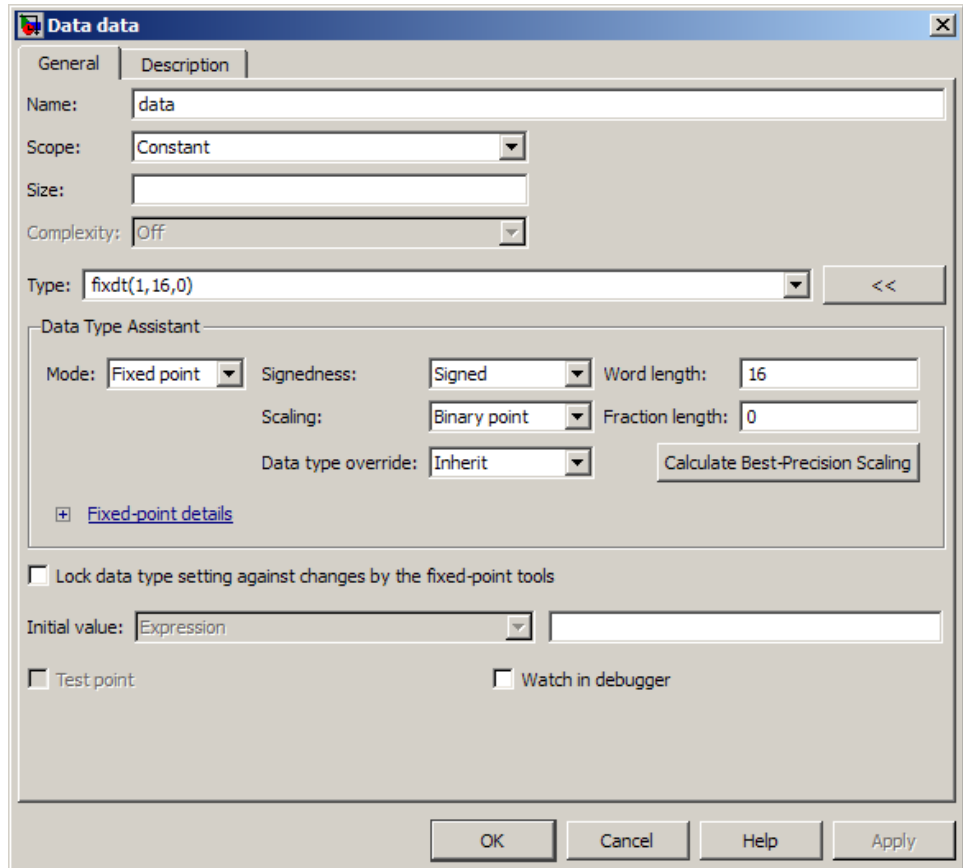 Data data
General Description
Name: data
Scope: Constant
Size:
Complexity: Off
Type: fixdt(1,16,0) <<
Data Type Assistant
Mode: Fixed point Signedness: Signed Word length: 16
Scaling: Binary point Fraction length: 0
Data type override: Inherit Calculate Best-Precision Scaling
Fixed-point details
Lock data type setting against changes by the fixed-point tools
Initial value: Expression
Test point Watch in debugger
OK Cancel Help Apply